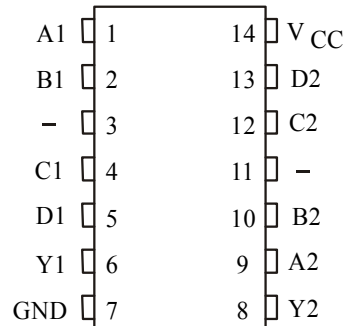 A1 1 14 V CC
B1 2 13 D2
– 3 12 C2
C1 4 11 –
D1 5 10 B2
Y1 6 9 A2
GND 7 8 Y2